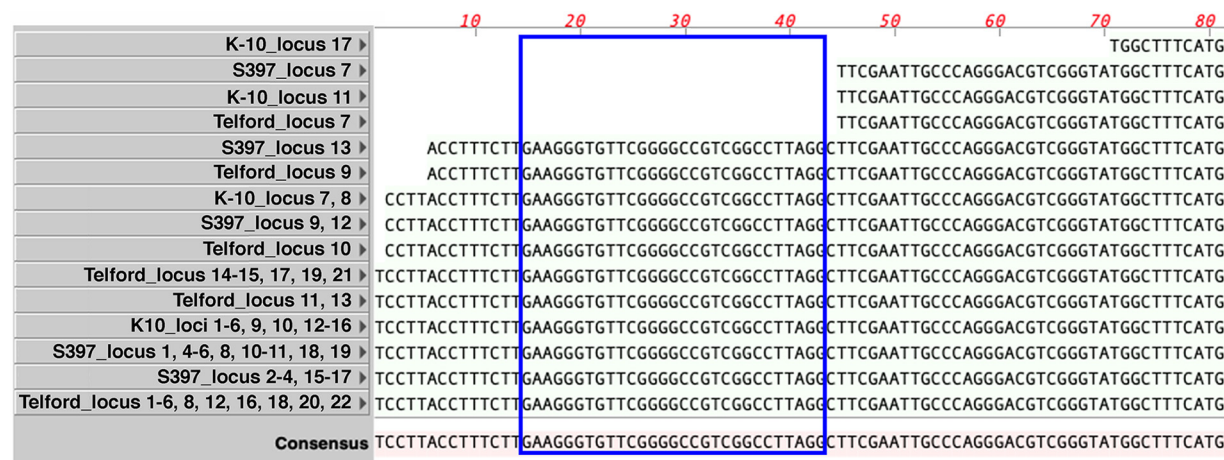 10 20 30 40 50 60 70 80
K-10_locus 17 TGGCTTTCATG
S397_locus 7 TTCGAATTGCCCAGGGACGTCGGGTATGGCTTTCATG
K-10_locus 11 TTCGAATTGCCCAGGGACGTCGGGTATGGCTTTCATG
Telford_locus 7 TTCGAATTGCCCAGGGACGTCGGGTATGGCTTTCATG
S397_locus 13 ACCTTTCTTGAAGGGTGTTCGGGGCCGTCGGCCTTAGGCTTCGAATTGCCCAGGGACGTCGGGTATGGCTTTCATG
Telford_locus 9 ACCTTTCTTGAAGGGTGTTCGGGGCCGTCGGCCTTAGGCTTCGAATTGCCCAGGGACGTCGGGTATGGCTTTCATG
K-10_locus 7, 8 CCTTACCTTTCTTGAAGGGTGTTCGGGGCCGTCGGCCTTAGGCTTCGAATTGCCCAGGGACGTCGGGTATGGCTTTCATG
S397_locus 9, 12 CCTTACCTTTCTTGAAGGGTGTTCGGGGCCGTCGGCCTTAGGCTTCGAATTGCCCAGGGACGTCGGGTATGGCTTTCATG
Telford_locus 10 CCTTACCTTTCTTGAAGGGTGTTCGGGGCCGTCGGCCTTAGGCTTCGAATTGCCCAGGGACGTCGGGTATGGCTTTCATG
Telford_locus 14-15, 17, 19, 21 TCCTTACCTTTCTTGAAGGGTGTTCGGGGCCGTCGGCCTTAGGCTTCGAATTGCCCAGGGACGTCGGGTATGGCTTTCATG
Telford_locus 11, 13 TCCTTACCTTTCTTGAAGGGTGTTCGGGGCCGTCGGCCTTAGGCTTCGAATTGCCCAGGGACGTCGGGTATGGCTTTCATG
K10_loci 1-6, 9, 10, 12-16 TCCTTACCTTTCTTGAAGGGTGTTCGGGGCCGTCGGCCTTAGGCTTCGAATTGCCCAGGGACGTCGGGTATGGCTTTCATG
S397_locus 1, 4-6, 8, 10-11, 18, 19 TCCTTACCTTTCTTGAAGGGTGTTCGGGGCCGTCGGCCTTAGGCTTCGAATTGCCCAGGGACGTCGGGTATGGCTTTCATG
S397_locus 2-4, 15-17 TCCTTACCTTTCTTGAAGGGTGTTCGGGGCCGTCGGCCTTAGGCTTCGAATTGCCCAGGGACGTCGGGTATGGCTTTCATG
Telford_locus 1-6, 8, 12, 16, 18, 20, 22 TCCTTACCTTTCTTGAAGGGTGTTCGGGGCCGTCGGCCTTAGGCTTCGAATTGCCCAGGGACGTCGGGTATGGCTTTCATG
Consensus TCCTTACCTTTCTTGAAGGGTGTTCGGGGCCGTCGGCCTTAGGCTTCGAATTGCCCAGGGACGTCGGGTATGGCTTTCATG